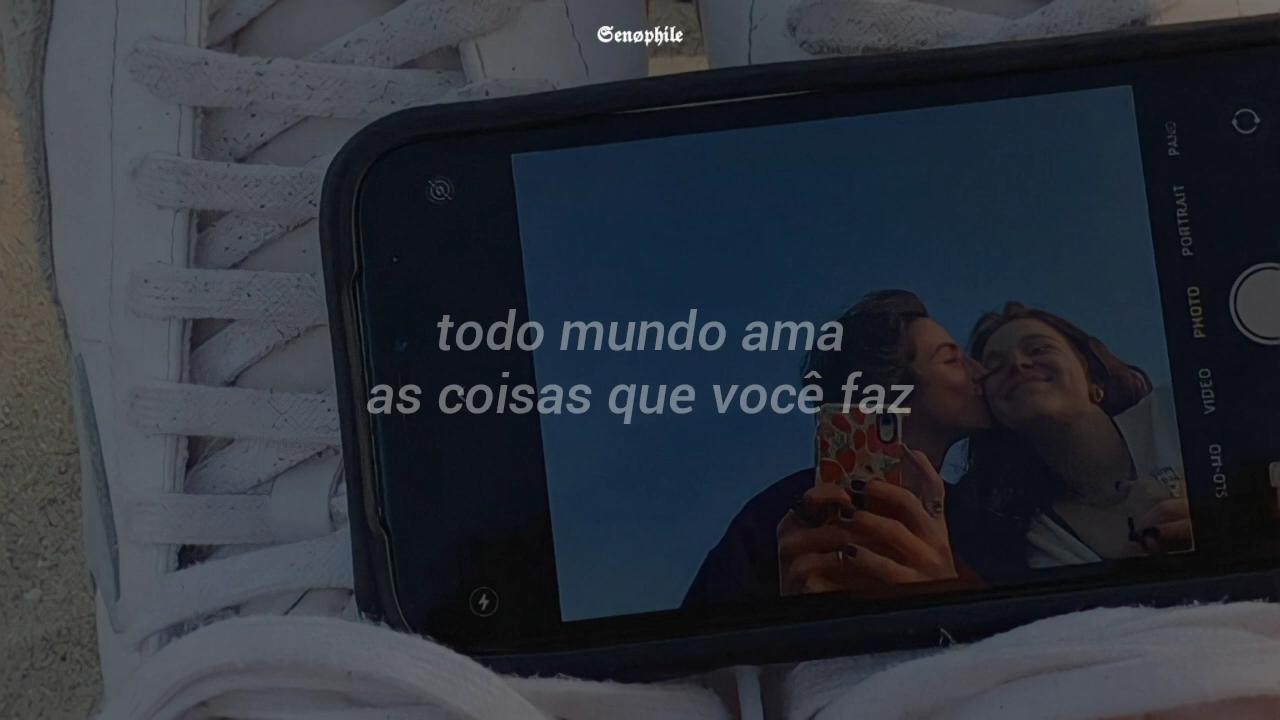 Senøphile
todo mundo ama
as coisas que você faz
PANO
PORTRAIT
PHOTO
VIDEO
SLO-MO